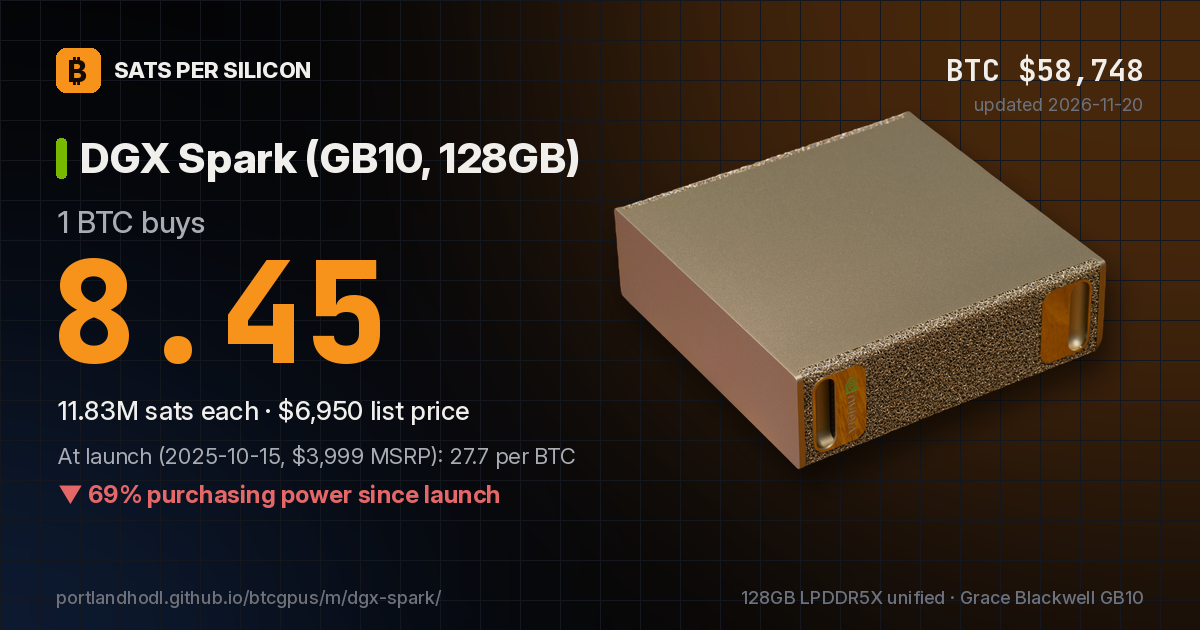 SATS PER SILICON
BTC $58,748
updated 2026-11-20
DGX Spark (GB10, 128GB)
1 BTC buys
8.45
11.83M sats each · $6,950 list price
At launch (2025-10-15, $3,999 MSRP): 27.7 per BTC
▼ 69% purchasing power since launch
portlandhodl.github.io/btcgpus/m/dgx-spark/
128GB LPDDR5X unified · Grace Blackwell GB10